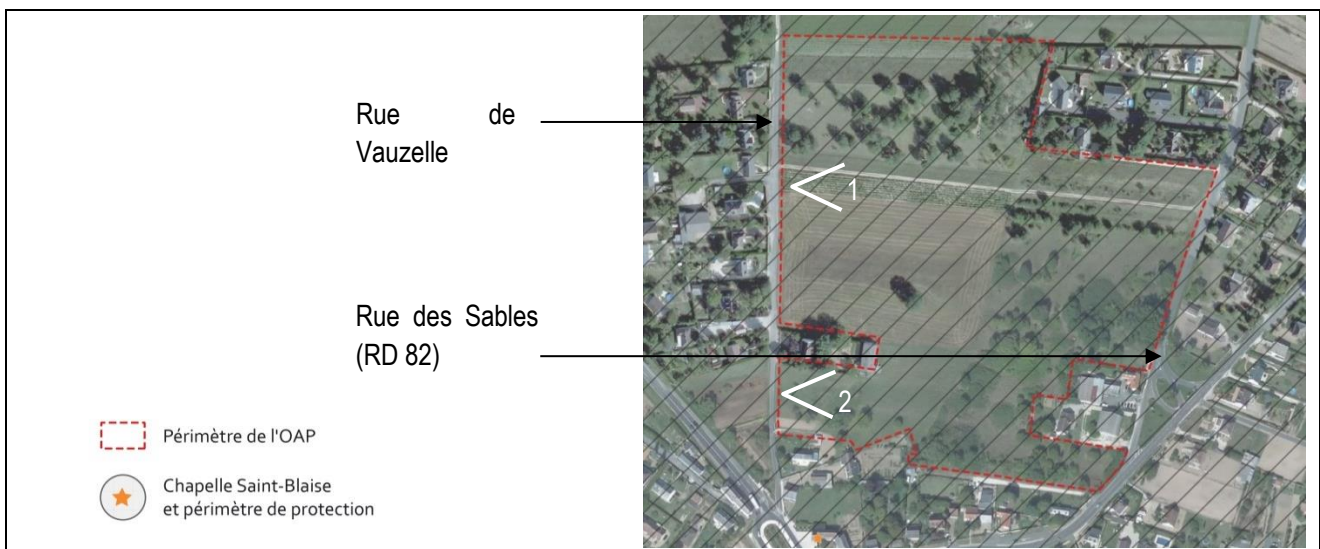 Rue de
Vauzelle
1
Rue des Sables
(RD 82)
2
Périmètre de l'OAP
Chapelle Saint-Blaise
et périmètre de protection